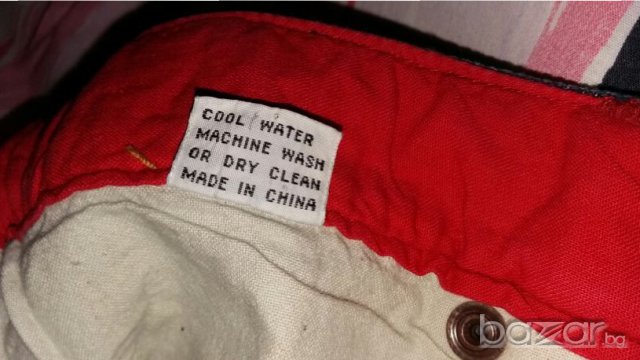 COOL WATER
MACHINE WASH
OR DRY CLEAN
MADE IN CHINA
bazar.bg